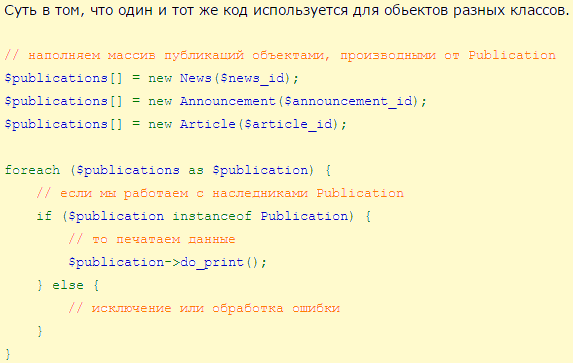 Суть в том, что один и тот же код используется для обьектов разных классов.
// наполняем массив публикаций объектами, производными от Publication
$publications[] = new News($news_id);
$publications[] = new Announcement($announcement_id);
$publications[] = new Article($article_id);
foreach ($publications as $publication) {
    // если мы работаем с наследниками Publication
    if ($publication instanceof Publication) {
        // то печатаем данные
        $publication->do_print();
    } else {
        // исключение или обработка ошибки
    }
}